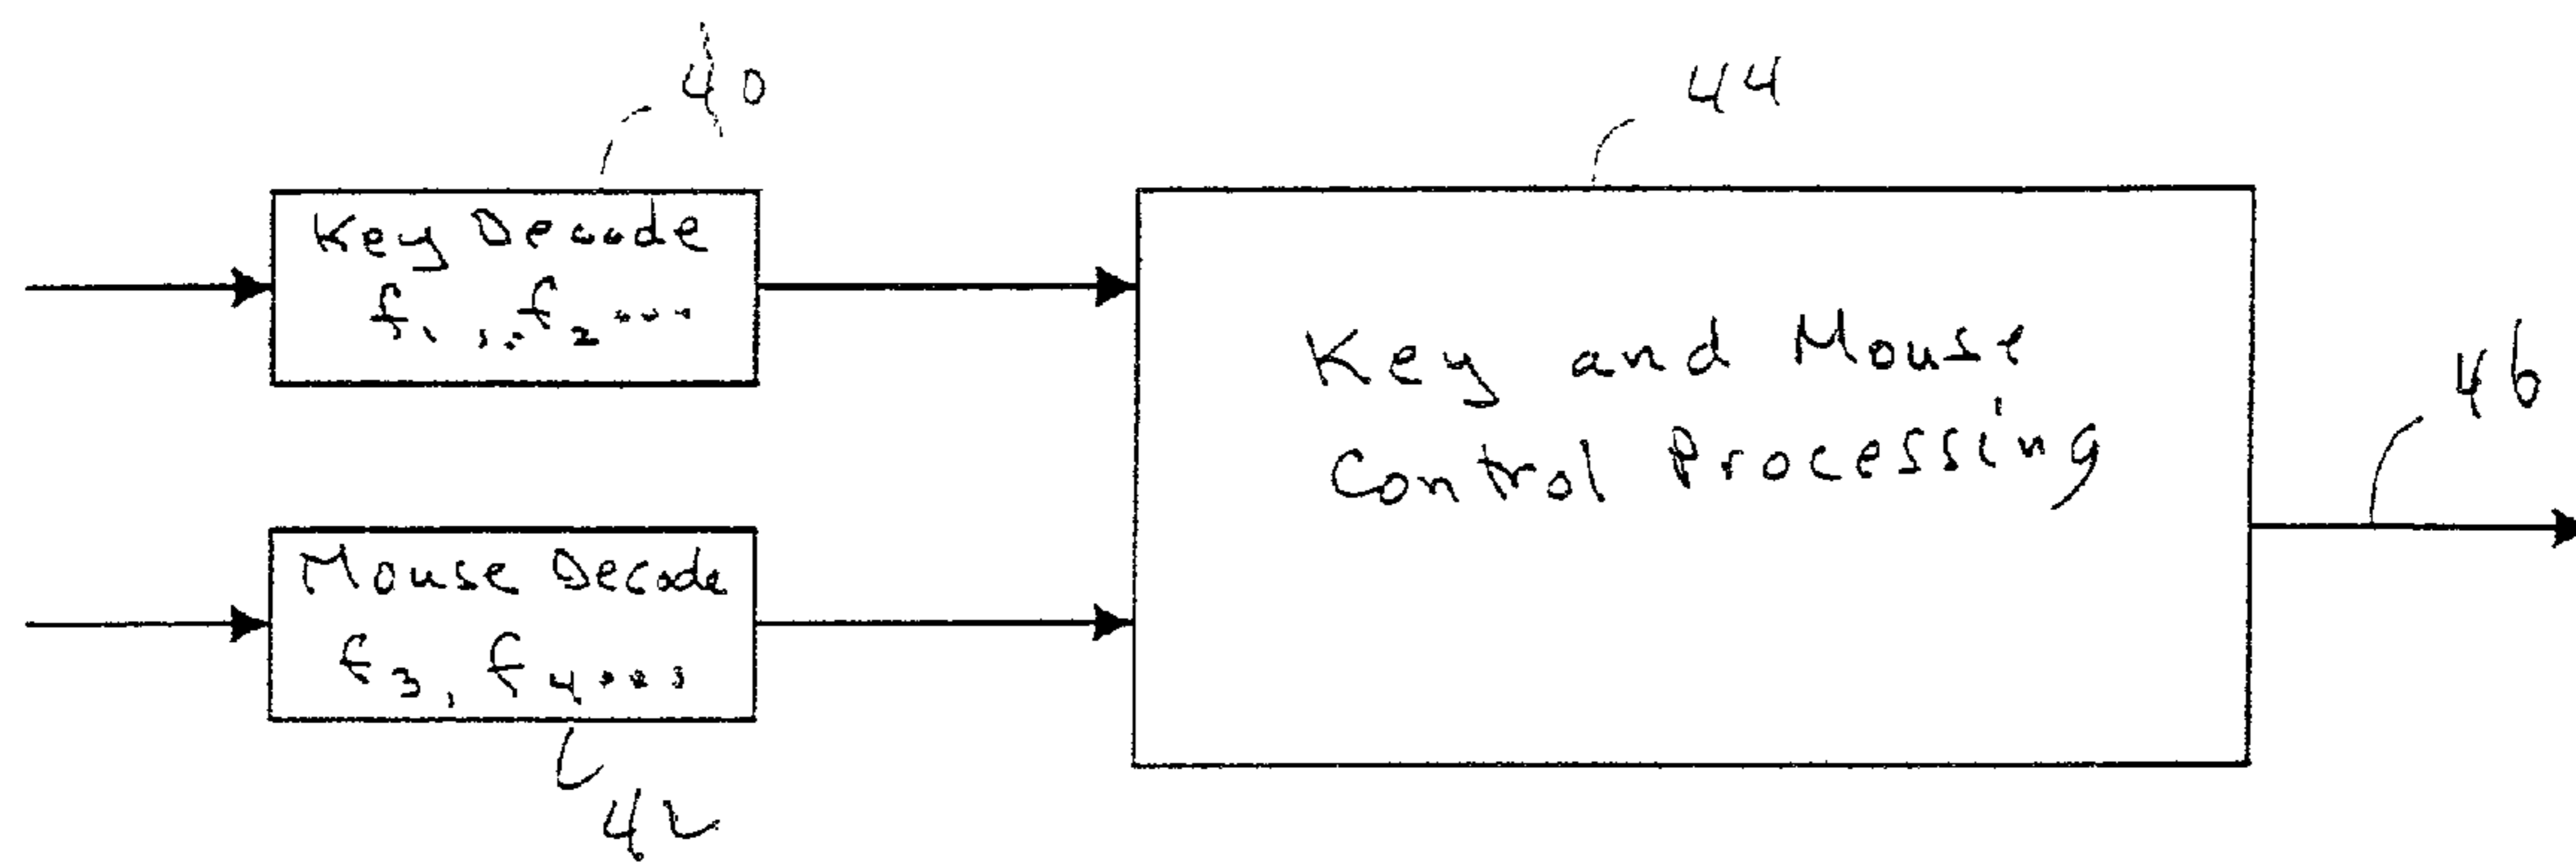 40
44
Key Decode
f1, f2...
Key and Mouse
Control Processing
46
Mouse Decode
f3, f4...
42